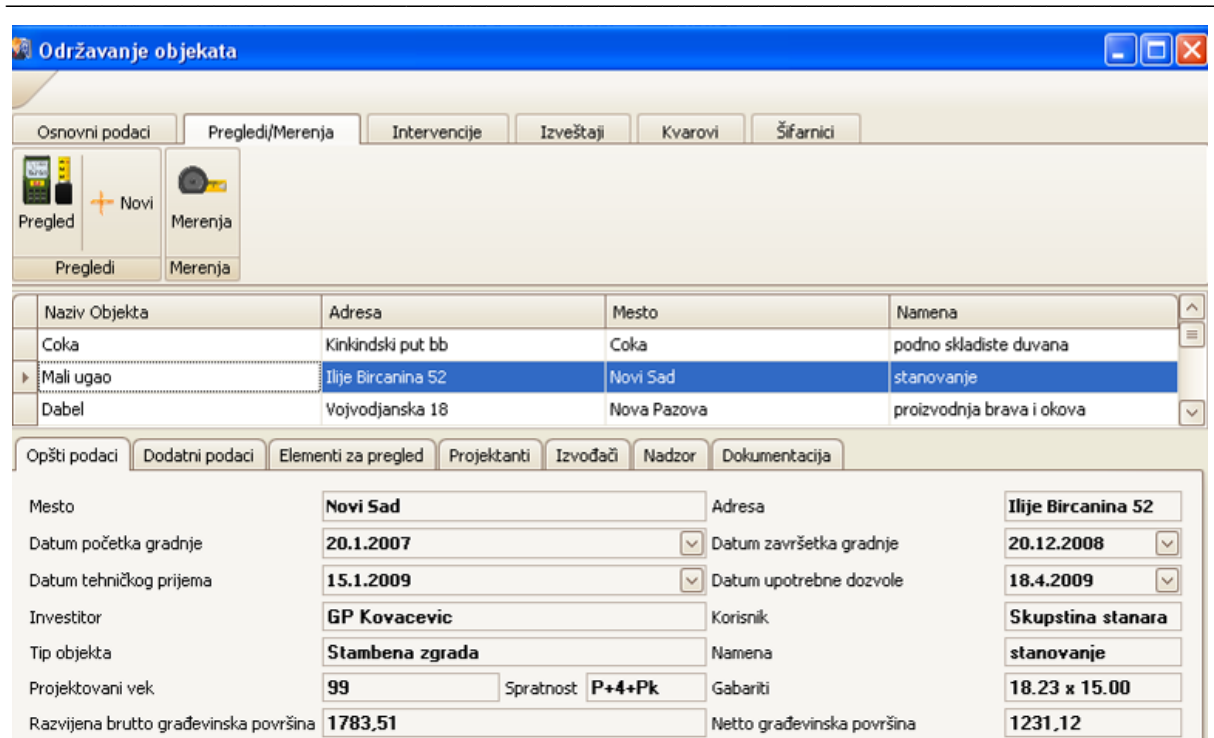 Održavanje objekata
Osnovni podaci Pregledi/Merenja Intervencije Izveštaji Kvarovi Šifarnici
Pregled Novi Merenja
Pregledi Merenja
Naziv Objekta Adresa Mesto Namena
Coka Kinkindski put bb Coka podno skladiste duvana
Mali ugao Ilije Bircanina 52 Novi Sad stanovanje
Dabel Vojvodjanska 18 Nova Pazova proizvodnja brava i okova
Opšti podaci Dodatni podaci Elementi za pregled Projektanti Izvođači Nadzor Dokumentacija
Mesto Novi Sad Adresa Ilije Bircanina 52
Datum početka gradnje 20.1.2007 Datum završetka gradnje 20.12.2008
Datum tehničkog prijema 15.1.2009 Datum upotrebne dozvole 18.4.2009
Investitor GP Kovacevic Korisnik Skupstina stanara
Tip objekta Stambena zgrada Namena stanovanje
Projektovani vek 99 Spratnost P+4+Pk Gabariti 18.23 x 15.00
Razvijena brutto građevinska površina 1783,51 Netto građevinska površina 1231,12